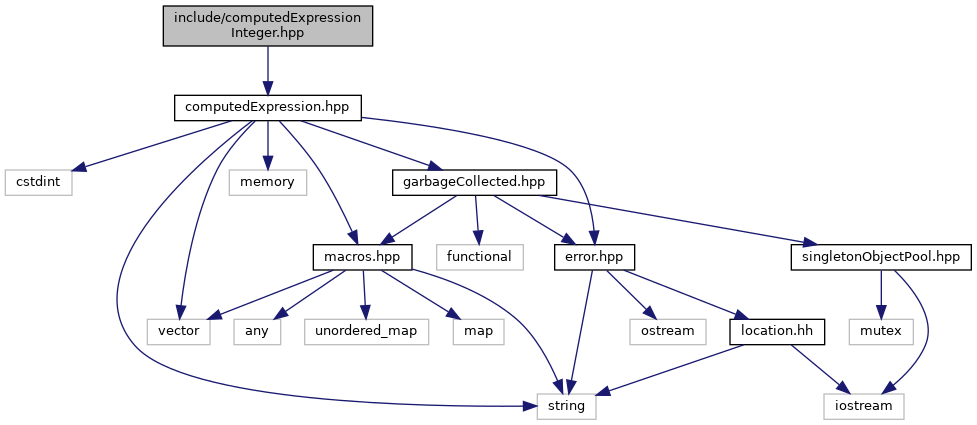 include/computedExpression
Integer.hpp
computedExpression.hpp
cstdint
memory
garbageCollected.hpp
macros.hpp
functional
error.hpp
singletonObjectPool.hpp
vector
any
unordered_map
map
ostream
location.hh
mutex
string
iostream